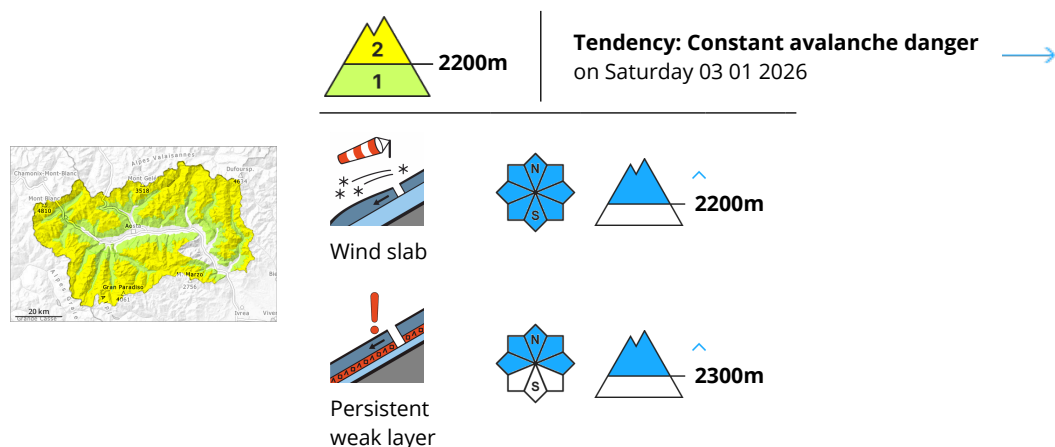 2
1
2200m
Tendency: Constant avalanche danger
on Saturday 03 01 2026
Alpes Valaisannes
Chamonix-Mont-Blanc
Mont Gelé
3518
Dufoursp.
4634
Mont Blanc
4810
Aosta
M. Marzo
2756
Gran Paradiso
4061
20 km
Grande Casse
Ivrea
N
S
2200m
Wind slab
N
S
2300m
Persistent
weak layer